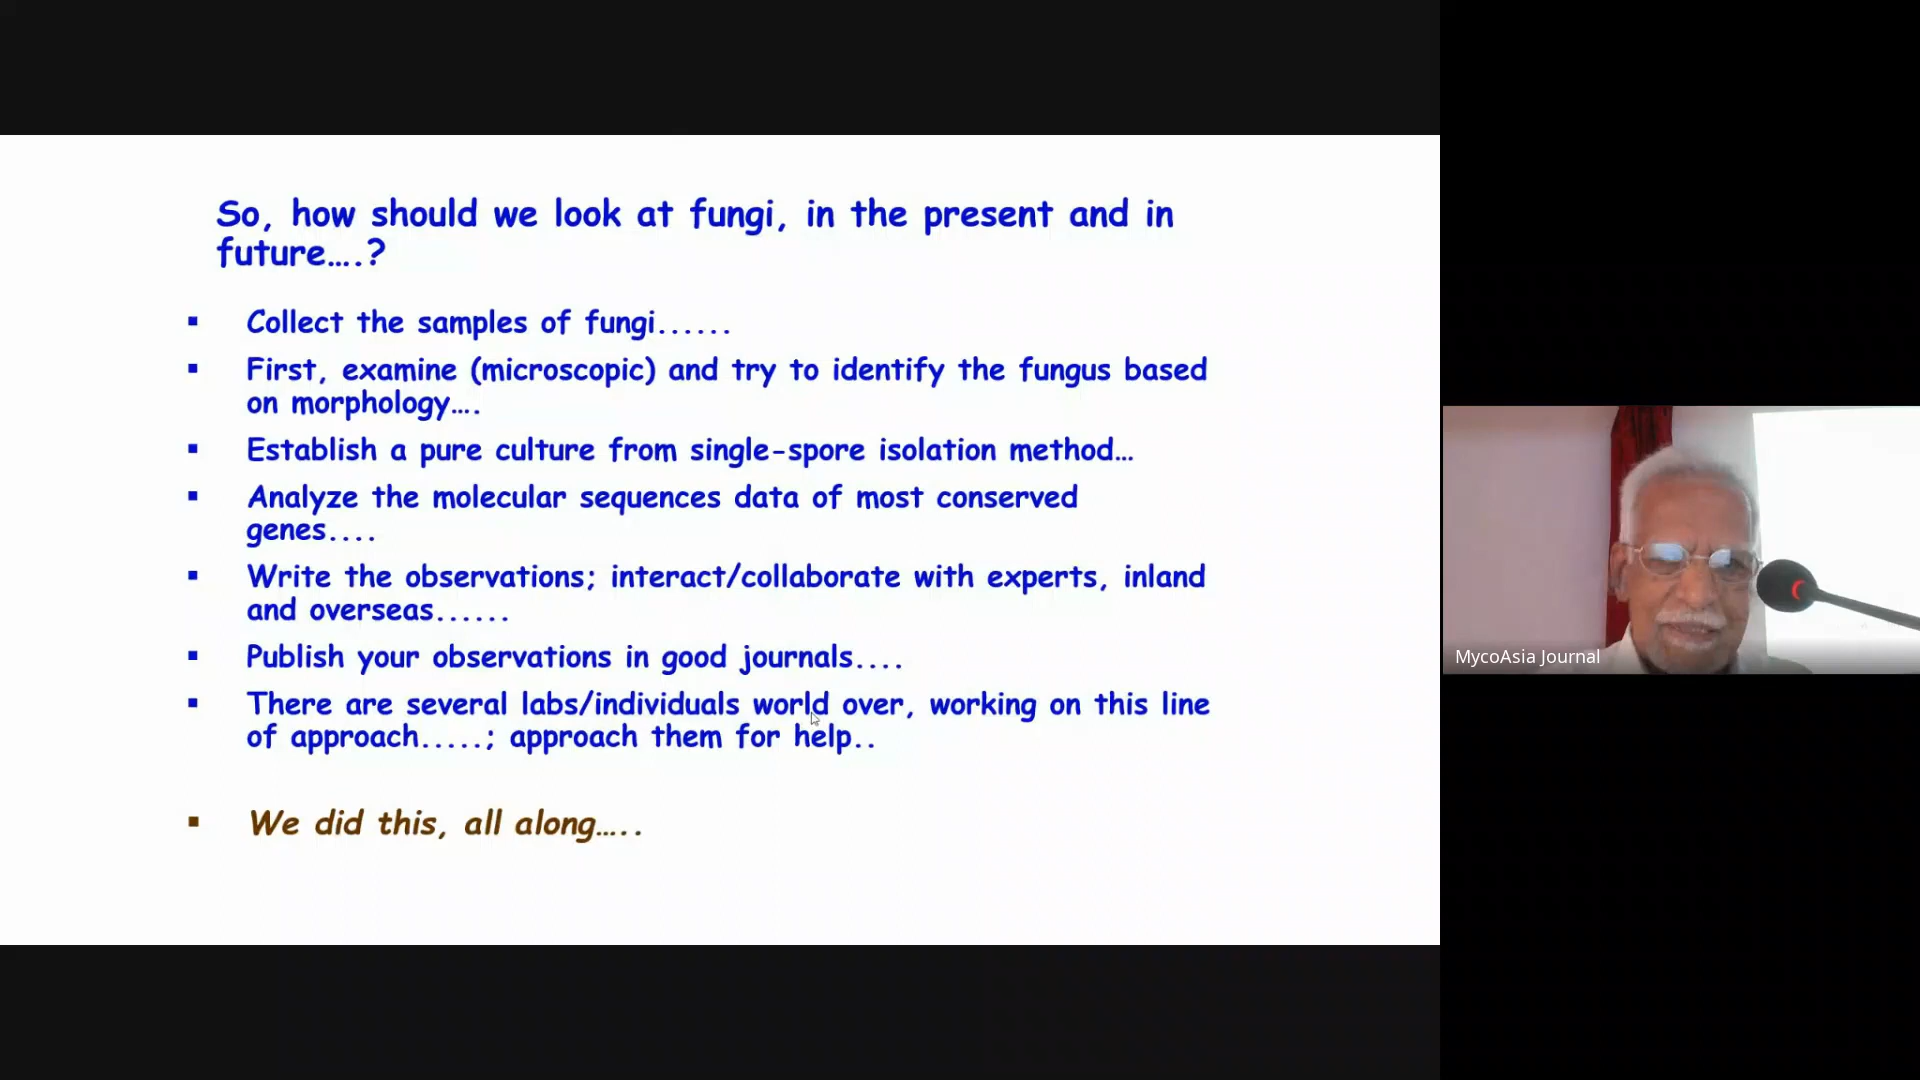 So, how should we look at fungi, in the present and in
future....?
▪ Collect the samples of fungi......
▪ First, examine (microscopic) and try to identify the fungus based
on morphology....
▪ Establish a pure culture from single-spore isolation method...
▪ Analyze the molecular sequences data of most conserved
genes....
▪ Write the observations; interact/collaborate with experts, inland
and overseas......
▪ Publish your observations in good journals....
▪ There are several labs/individuals world over, working on this line
of approach.....; approach them for help..
▪ We did this, all along.....
MycoAsia Journal